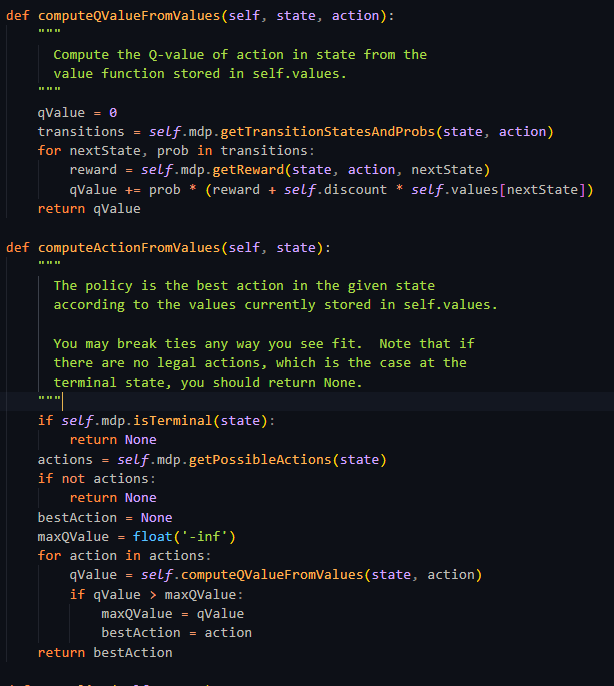 def computeQValueFromValues(self, state, action):
    """
      Compute the Q-value of action in state from the
      value function stored in self.values.
    """
    qValue = 0
    transitions = self.mdp.getTransitionStatesAndProbs(state, action)
    for nextState, prob in transitions:
        reward = self.mdp.getReward(state, action, nextState)
        qValue += prob * (reward + self.discount * self.values[nextState])
    return qValue

def computeActionFromValues(self, state):
    """
      The policy is the best action in the given state
      according to the values currently stored in self.values.

      You may break ties any way you see fit.  Note that if
      there are no legal actions, which is the case at the
      terminal state, you should return None.
    """
    if self.mdp.isTerminal(state):
        return None
    actions = self.mdp.getPossibleActions(state)
    if not actions:
        return None
    bestAction = None
    maxQValue = float('-inf')
    for action in actions:
        qValue = self.computeQValueFromValues(state, action)
        if qValue > maxQValue:
            maxQValue = qValue
            bestAction = action
    return bestAction